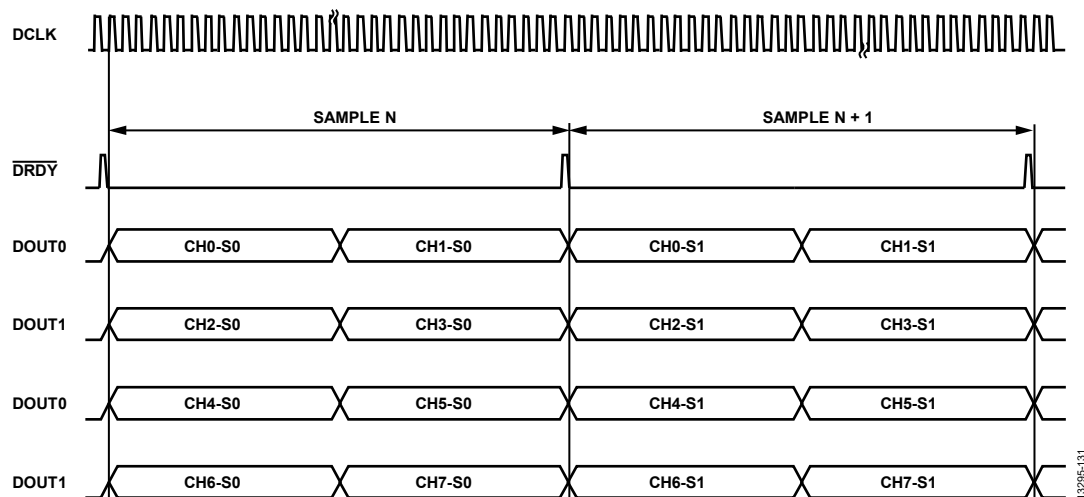 DCLK
SAMPLE N SAMPLE N + 1
DRDY
DOUT0 CH0-S0 CH1-S0 CH0-S1 CH1-S1
DOUT1 CH2-S0 CH3-S0 CH2-S1 CH3-S1
DOUT0 CH4-S0 CH5-S0 CH4-S1 CH5-S1
DOUT1 CH6-S0 CH7-S0 CH6-S1 CH7-S1
3295-131